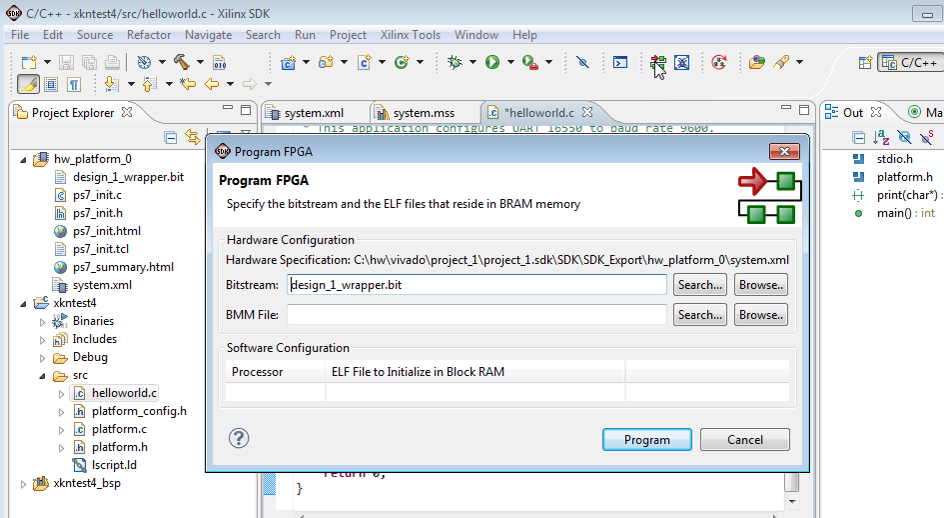 C/C++ - xkntest4/src/helloworld.c - Xilinx SDK
File Edit Source Refactor Navigate Search Run Project Xilinx Tools Window Help
C/C++
Project Explorer
system.xml system.mss *helloworld.c
Out Ma
* This application configures UART 16550 to baud rate 9600.
hw_platform_0
design_1_wrapper.bit
ps7_init.c
ps7_init.h
ps7_init.html
ps7_init.tcl
ps7_summary.html
system.xml
xkntest4
Binaries
Includes
Debug
src
helloworld.c
platform_config.h
platform.c
platform.h
lscript.ld
xkntest4_bsp
SDK Program FPGA
Program FPGA
Specify the bitstream and the ELF files that reside in BRAM memory
Hardware Configuration
Hardware Specification: C:\hw\vivado\project_1\project_1.sdk\SDK\SDK_Export\hw_platform_0\system.xml
Bitstream: design_1_wrapper.bit Search... Browse..
BMM File: Search... Browse..
Software Configuration
Processor ELF File to Initialize in Block RAM
Program Cancel
return 0;
}
stdio.h
platform.h
print(char*) :
main() : int